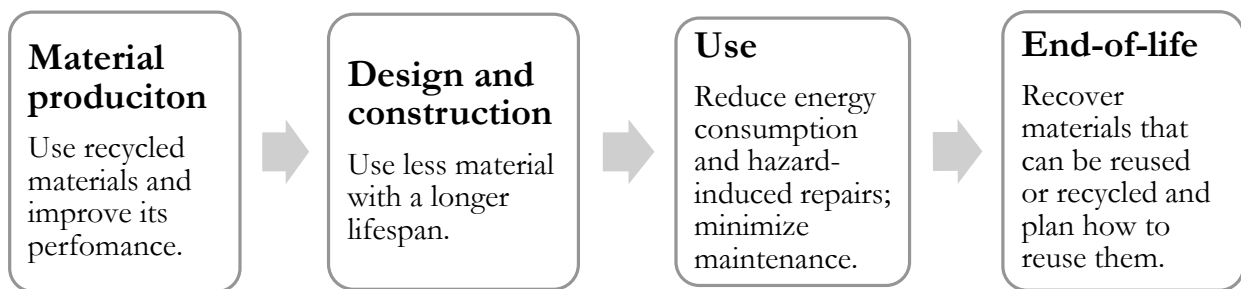 Material
produciton
Use recycled
materials and
improve its
perfomance.
Design and
construction
Use less material
with a longer
lifespan.
Use
Reduce energy
consumption
and hazard-
induced repairs;
minimize
maintenance.
End-of-life
Recover
materials that
can be reused
or recycled and
plan how to
reuse them.